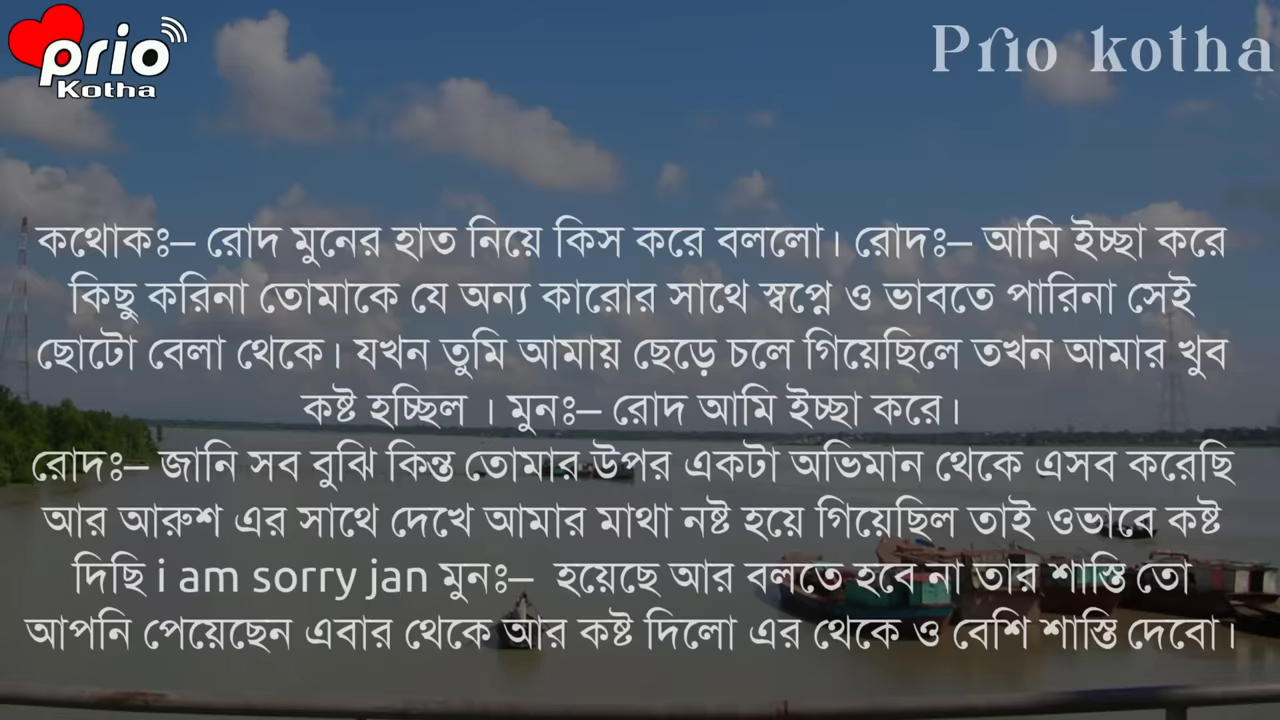 prio
Kotha
Prio kotha
কথোকঃ– রোদ মুনের হাত নিয়ে কিস করে বললো। রোদঃ– আমি ইচ্ছা করে
কিছু করিনা তোমাকে যে অন্য কারোর সাথে স্বপ্নে ও ভাবতে পারিনা সেই
ছোটো বেলা থেকে। যখন তুমি আমায় ছেড়ে চলে গিয়েছিলে তখন আমার খুব
কষ্ট হচ্ছিল । মুনঃ– রোদ আমি ইচ্ছা করে।
রোদঃ– জানি সব বুঝি কিন্ত তোমার উপর একটা অভিমান থেকে এসব করেছি
আর আরুশ এর সাথে দেখে আমার মাথা নষ্ট হয়ে গিয়েছিল তাই ওভাবে কষ্ট
দিছি i am sorry jan মুনঃ– হয়েছে আর বলতে হবে না তার শাস্তি তো
আপনি পেয়েছেন এবার থেকে আর কষ্ট দিলো এর থেকে ও বেশি শাস্তি দেবো।